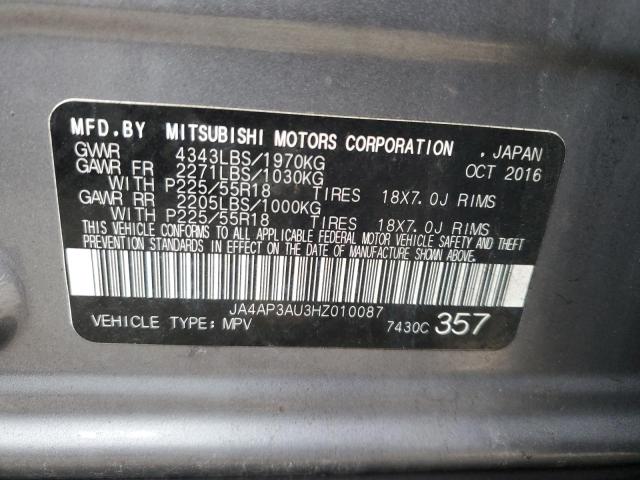 MFD.BY MITSUBISHI MOTORS CORPORATION . JAPAN
GVWR 4343LBS/1970KG OCT 2016
GAWR FR 2271LBS/1030KG
WITH P225/55R18 TIRES 18X7.0J RIMS
GAWR RR 2205LBS/1000KG
WITH P225/55R18 TIRES 18X7.0J RIMS
THIS VEHICLE CONFORMS TO ALL APPLICABLE FEDERAL MOTOR VEHICLE SAFETY AND THEFT
PREVENTION STANDARDS IN EFFECT ON THE DATE OF MANUFACTURE SHOWN ABOVE.
JA4AP3AU3HZ010087
VEHICLE TYPE: MPV 7430C 357